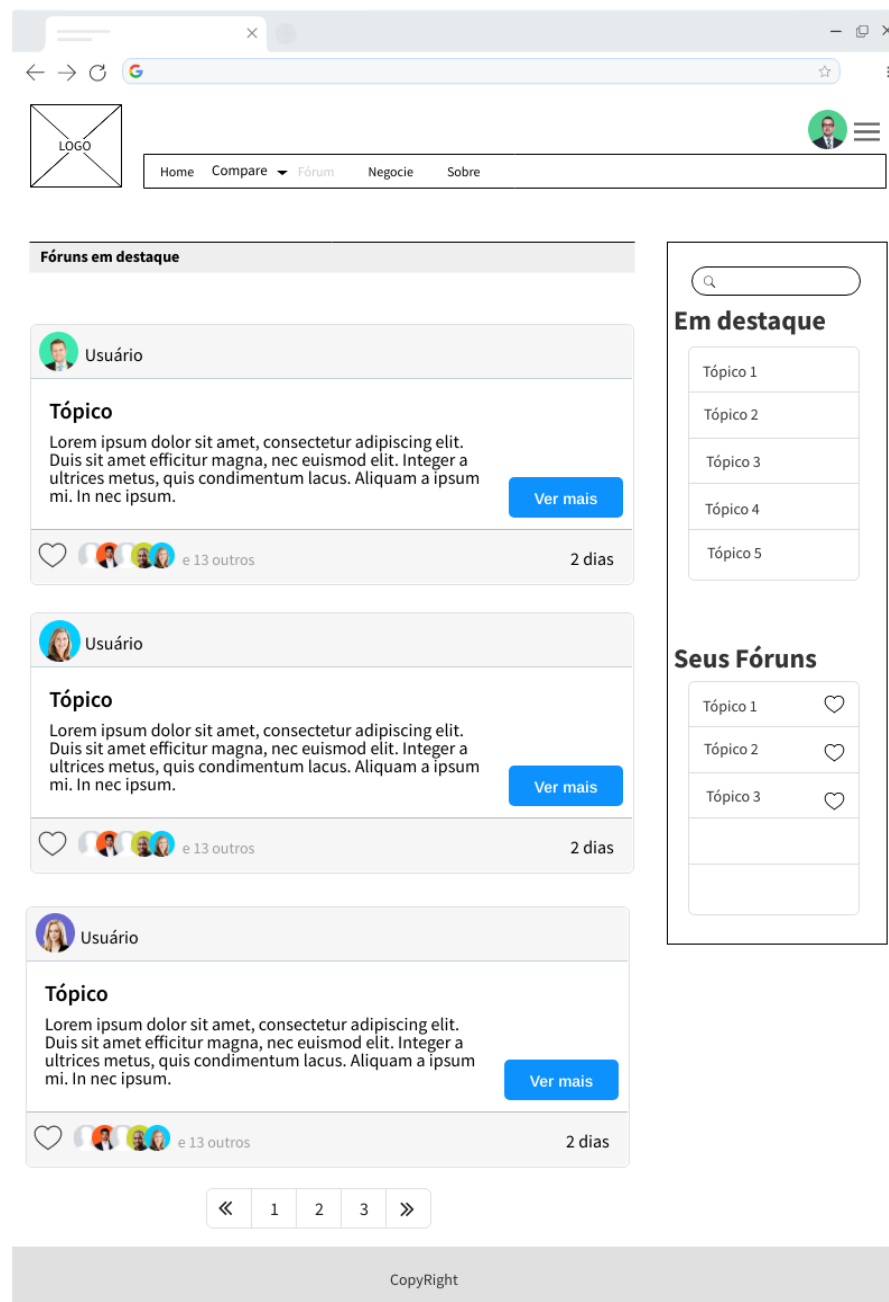 LOGO
Home Compare Fórum Negocie Sobre
Fóruns em destaque
Usuário
Tópico
Lorem ipsum dolor sit amet, consectetur adipiscing elit.
Duis sit amet efficitur magna, nec euismod elit. Integer a
ultrices metus, quis condimentum lacus. Aliquam a ipsum
mi. In nec ipsum.
Ver mais
e 13 outros
2 dias
Usuário
Tópico
Lorem ipsum dolor sit amet, consectetur adipiscing elit.
Duis sit amet efficitur magna, nec euismod elit. Integer a
ultrices metus, quis condimentum lacus. Aliquam a ipsum
mi. In nec ipsum.
Ver mais
e 13 outros
2 dias
Usuário
Tópico
Lorem ipsum dolor sit amet, consectetur adipiscing elit.
Duis sit amet efficitur magna, nec euismod elit. Integer a
ultrices metus, quis condimentum lacus. Aliquam a ipsum
mi. In nec ipsum.
Ver mais
e 13 outros
2 dias
« 1 2 3 »
Em destaque
Tópico 1
Tópico 2
Tópico 3
Tópico 4
Tópico 5
Seus Fóruns
Tópico 1
Tópico 2
Tópico 3
CopyRight